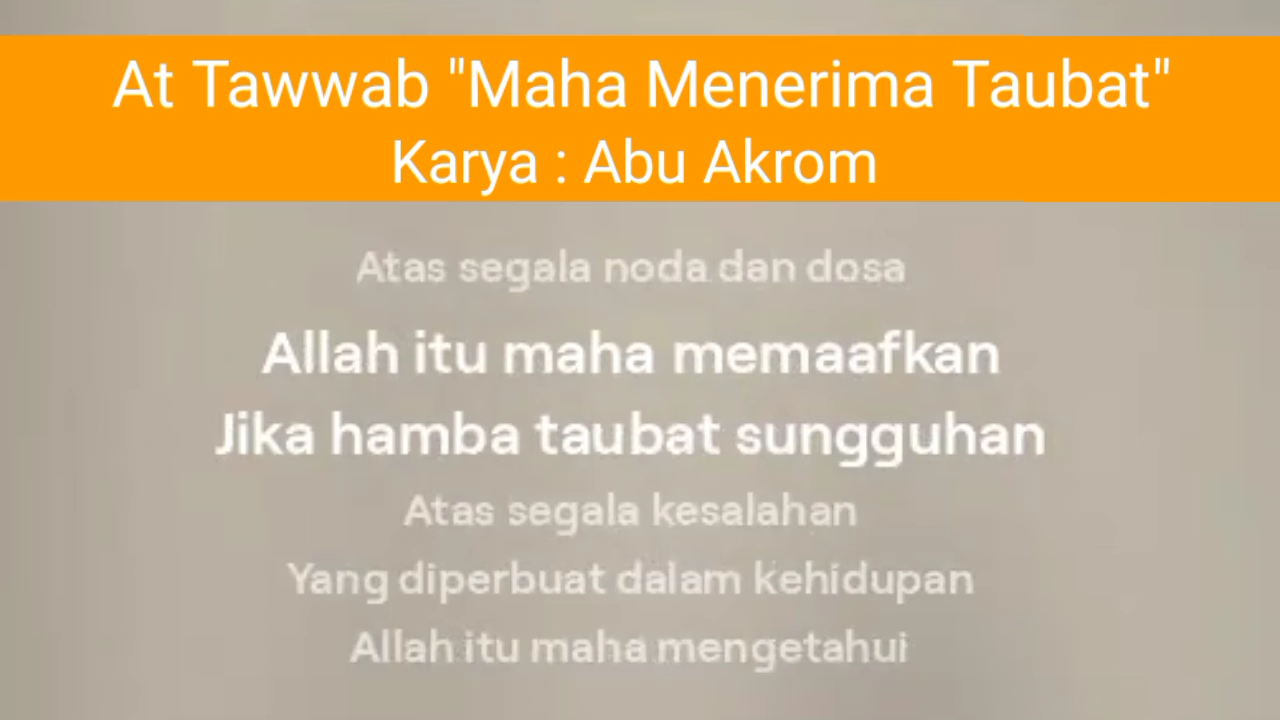 At Tawwab "Maha Menerima Taubat"
Karya : Abu Akrom
Atas segala noda dan dosa
Allah itu maha memaafkan
Jika hamba taubat sungguhan
Atas segala kesalahan
Yang diperbuat dalam kehidupan
Allah itu maha mengetahui